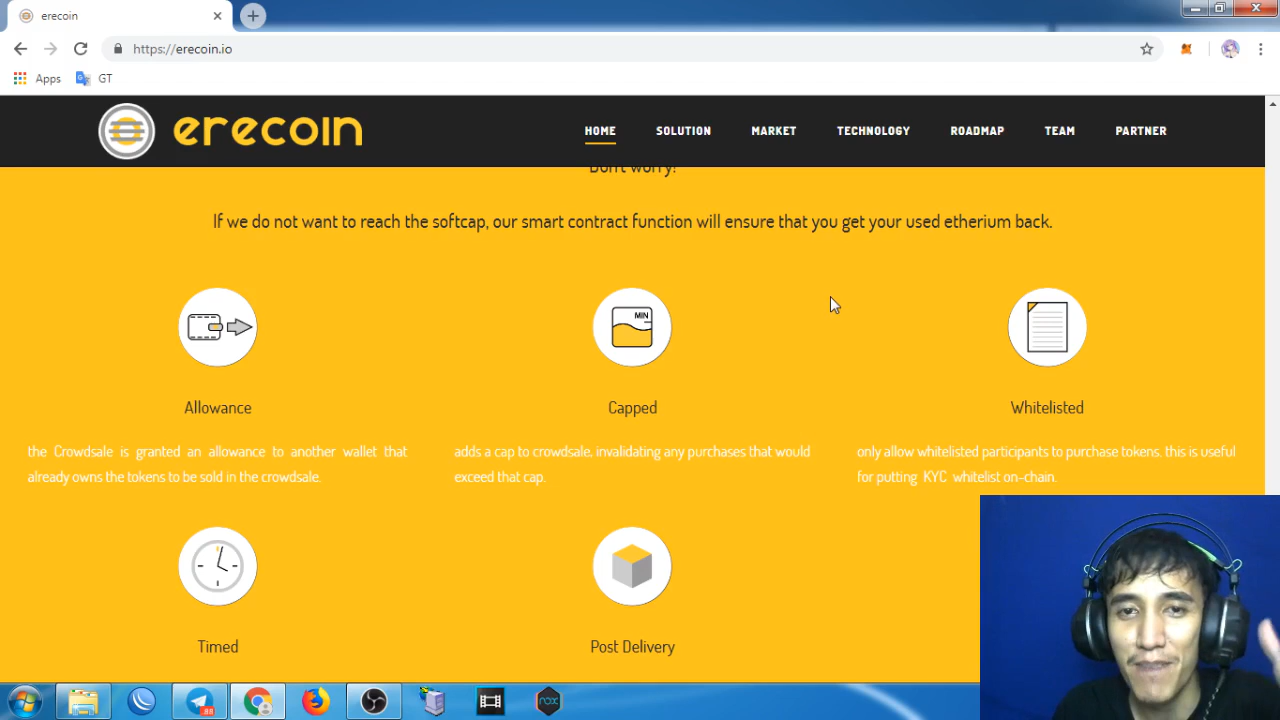 erecoin
https://erecoin.io
Apps GT
erecoin HOME SOLUTION MARKET TECHNOLOGY ROADMAP TEAM PARTNER
Don't worry!
If we do not want to reach the softcap, our smart contract function will ensure that you get your used etherium back.
MIN
Allowance
the Crowdsale is granted an allowance to another wallet that
already owns the tokens to be sold in the crowdsale.
Capped
adds a cap to crowdsale, invalidating any purchases that would
exceed that cap.
Whitelisted
only allow whitelisted participants to purchase tokens. this is useful
for putting KYC whitelist on-chain.
Timed
Post Delivery
nox